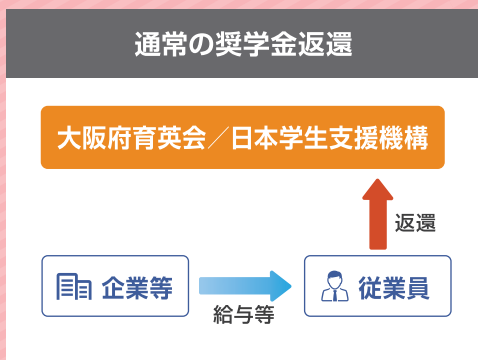 通常の奨学金返還
大阪府育英会／日本学生支援機構
返還
企業等
従業員
給与等